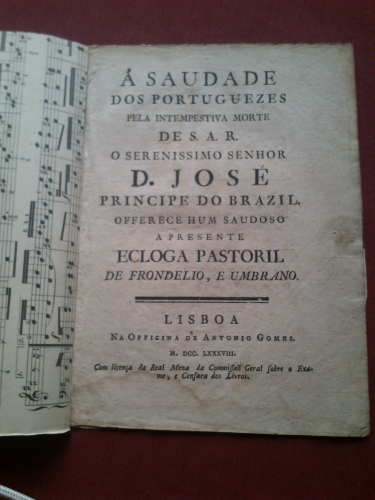 Á SAUDADE
DOS PORTUGUEZES
PELA INTEMPESTIVA MORTE
DE S. A. R.
O SERENISSIMO SENHOR
D. JOSÉ
PRINCIPE DO BRAZIL.
OFFERECE HUM SAUDOSO
A PRESENTE
ECLOGA PASTORIL
DE FRONDELIO, E UMBRANO.
LISBOA
NA OFFICINA DE ANTONIO GOMES.
M. DCC. LXXXVIII.
Com licença da Real Meza da Commissaõ Geral sobre o Exa-
me, e Censura dos Livros.